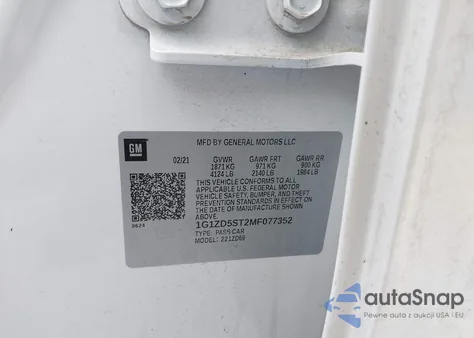 GM
02/21
MFD BY GENERAL MOTORS LLC
GVWR GAWR FRT GAWR RR
1871 KG 971 KG 900 KG
4124 LB 2140 LB 1984 LB
THIS VEHICLE CONFORMS TO ALL
APPLICABLE U.S. FEDERAL MOTOR
VEHICLE SAFETY, BUMPER, AND THEFT
PREVENTION STANDARDS IN EFFECT
ON THE DATE OF MANUFACTURE
SHOWN ABOVE.
1G1ZD5ST2MF077352
TYPE: PASS CAR
MODEL: Z21ZD69
0624
autoSnap
Pewne auta z aukcji USA i EU